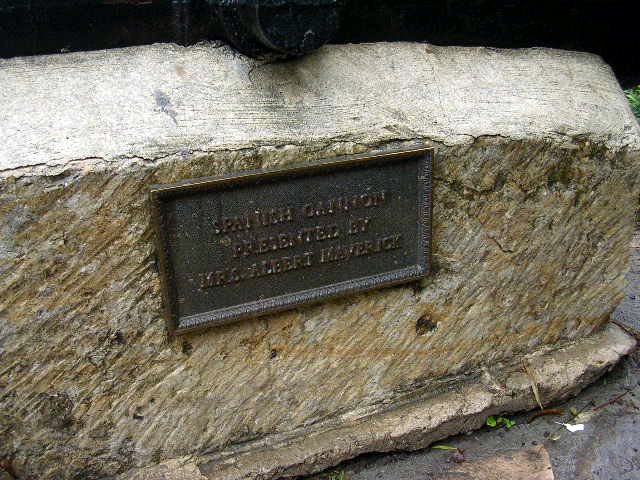 SPANISH CANNON
PRESENTED BY
MRS. ALBERT MAVERICK